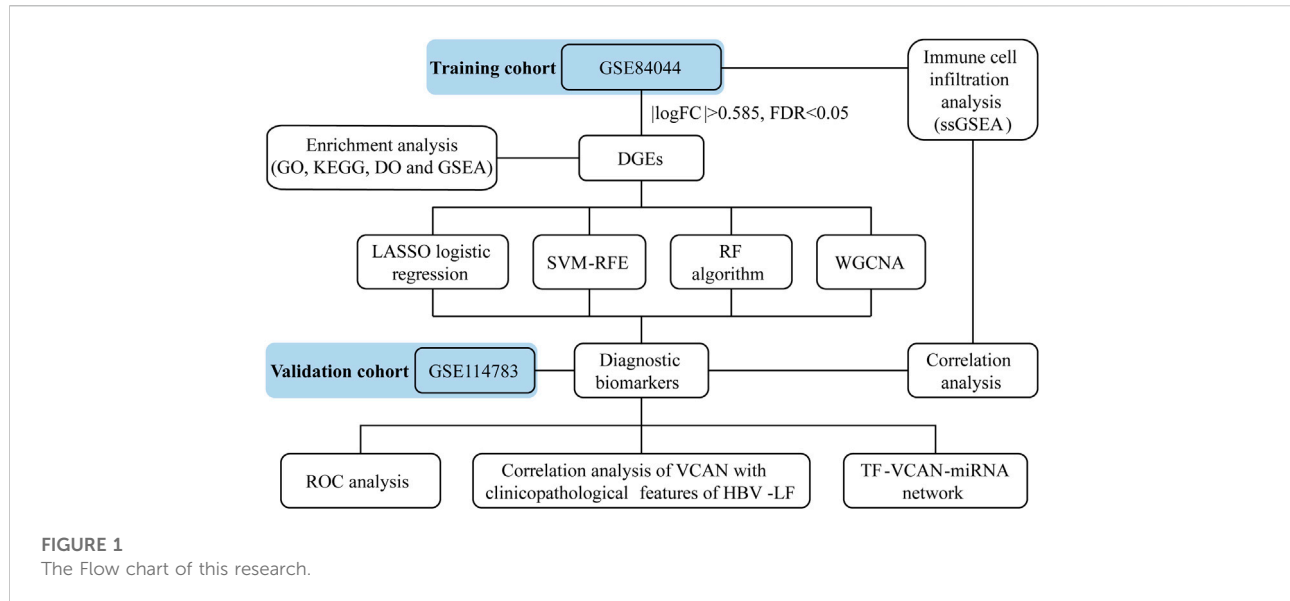 Training cohort
GSE84044
Immune cell
infiltration
analysis
(ssGSEA)
|logFC|>0.585, FDR<0.05
Enrichment analysis
(GO, KEGG, DO and GSEA)
DGEs
LASSO logistic
regression
SVM-RFE
RF
algorithm
WGCNA
Validation cohort
GSE114783
Diagnostic
biomarkers
Correlation
analysis
ROC analysis
Correlation analysis of VCAN with
clinicopathological features of HBV -LF
TF-VCAN-miRNA
network
FIGURE 1
The Flow chart of this research.